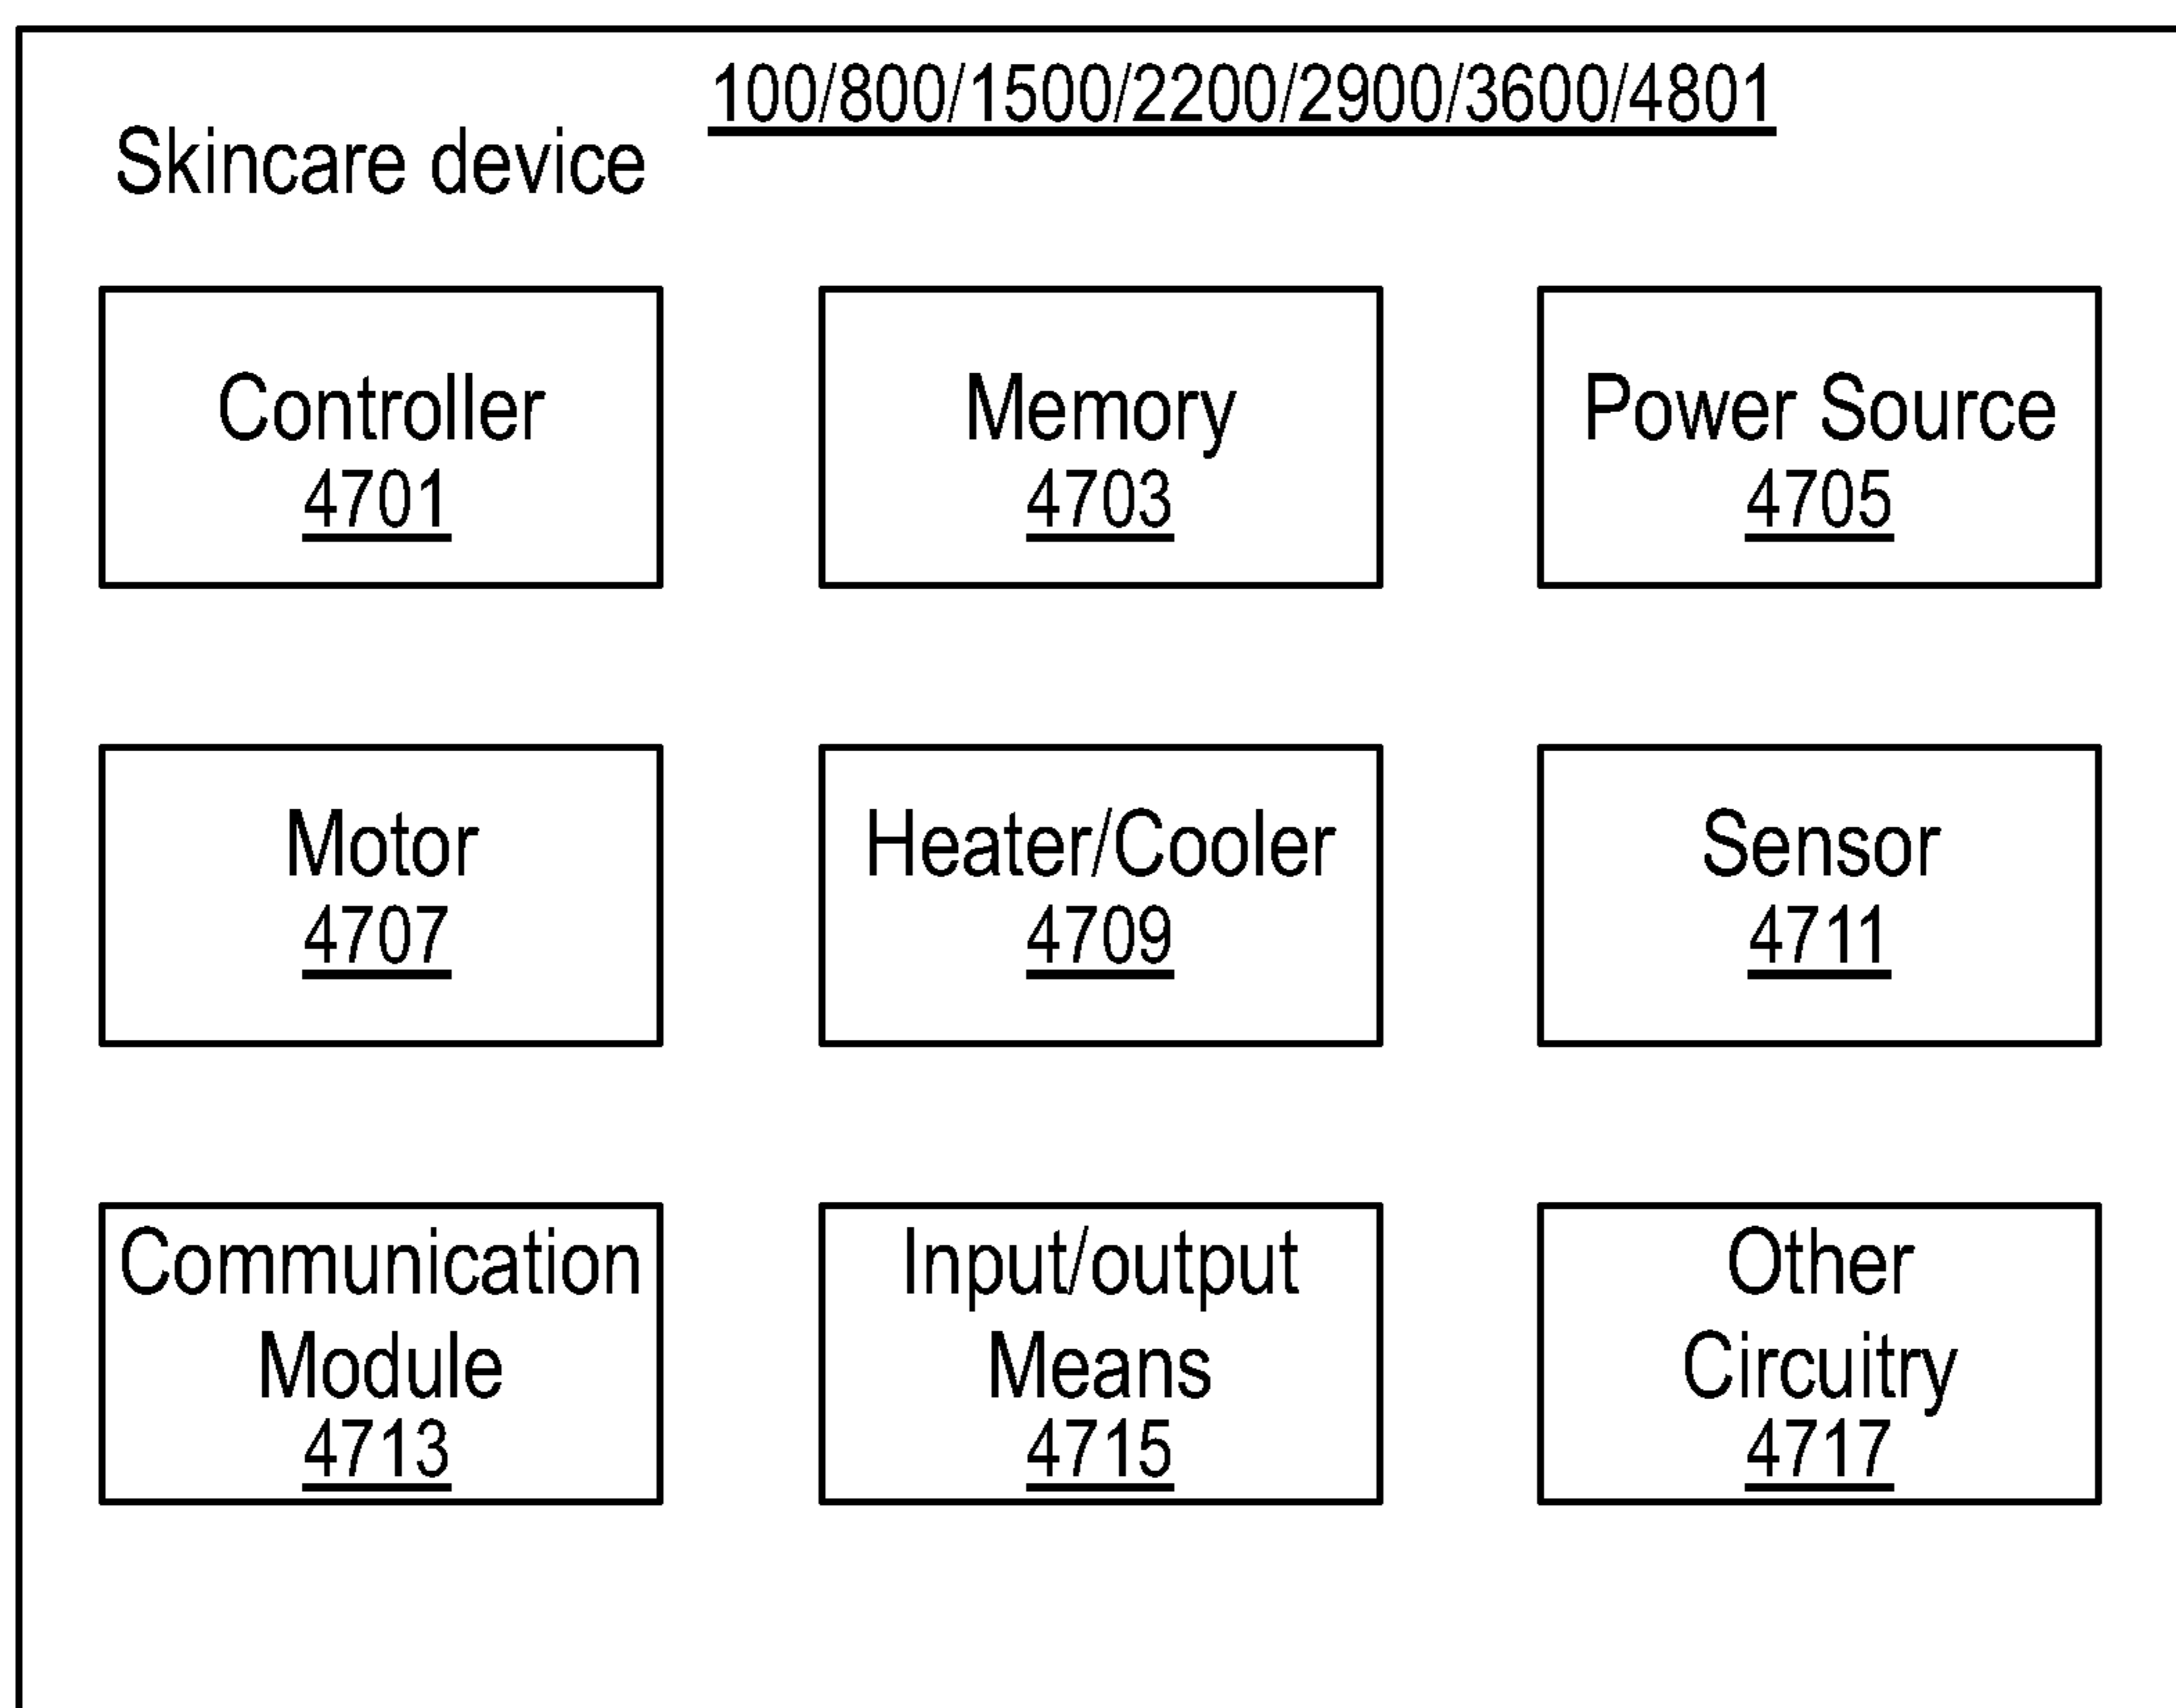 100/800/1500/2200/2900/3600/4801
Skincare device
Controller
4701
Memory
4703
Power Source
4705
Motor
4707
Heater/Cooler
4709
Sensor
4711
Communication
Module
4713
Input/output
Means
4715
Other
Circuitry
4717